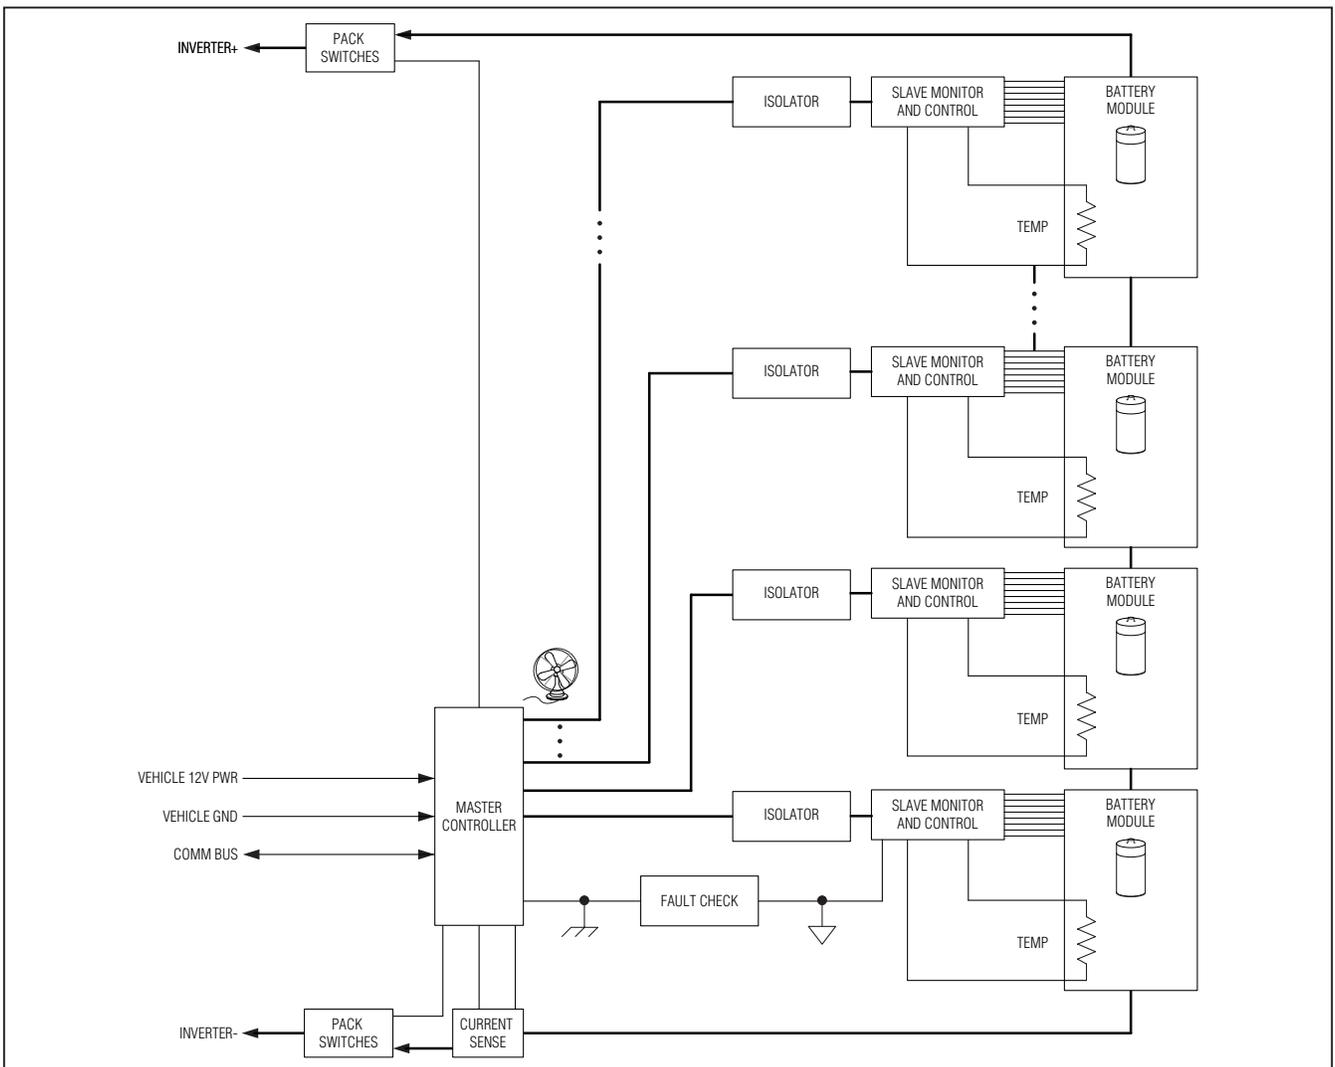 INVERTER+
PACK
SWITCHES
ISOLATOR
SLAVE MONITOR
AND CONTROL
BATTERY
MODULE
TEMP
ISOLATOR
SLAVE MONITOR
AND CONTROL
BATTERY
MODULE
TEMP
ISOLATOR
SLAVE MONITOR
AND CONTROL
BATTERY
MODULE
TEMP
VEHICLE 12V PWR
VEHICLE GND
COMM BUS
MASTER
CONTROLLER
ISOLATOR
SLAVE MONITOR
AND CONTROL
BATTERY
MODULE
FAULT CHECK
TEMP
INVERTER-
PACK
SWITCHES
CURRENT
SENSE